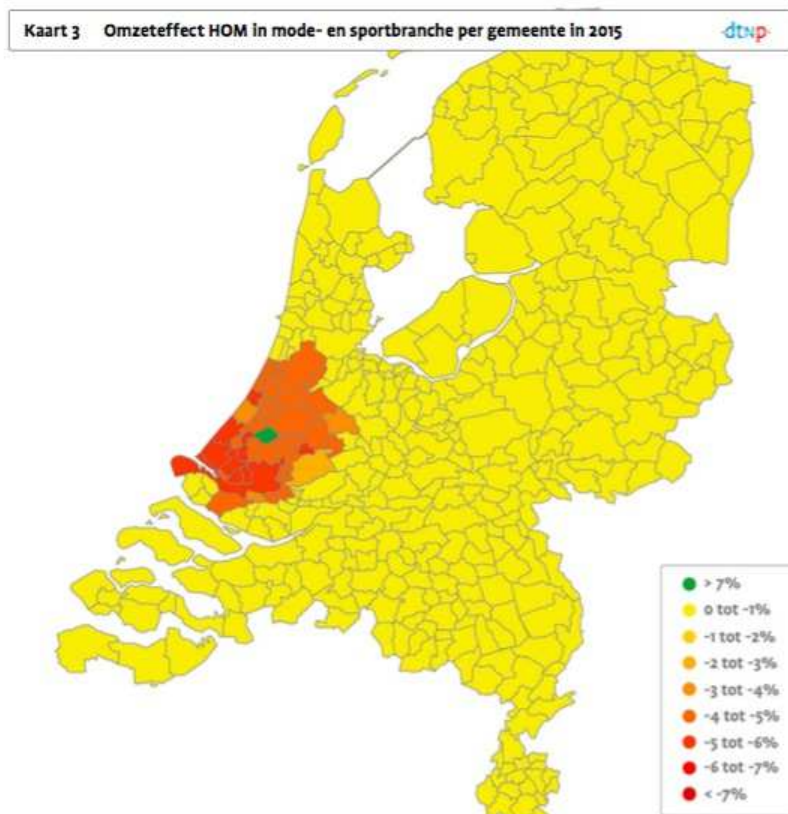 Kaart 3 Omzeteffect HOM in mode- en sportbranche per gemeente in 2015
dtNp
> 7%
0 tot -1%
-1 tot -2%
-2 tot -3%
-3 tot -4%
-4 tot -5%
-5 tot -6%
-6 tot -7%
< -7%